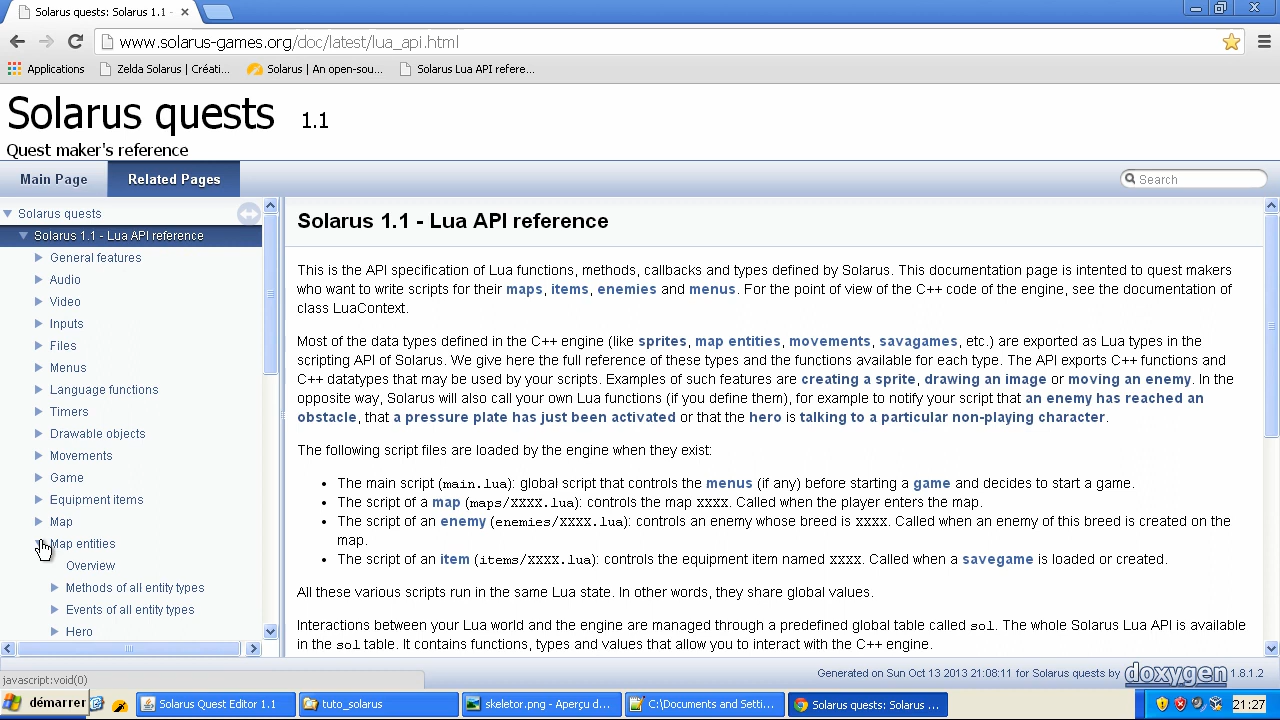 Solarus quests: Solarus 1.1 -
www.solarus-games.org/doc/latest/lua_api.html
Applications
Zelda Solarus | Créati...
Solarus | An open-sou...
Solarus Lua API refere...
Solarus quests 1.1
Quest maker's reference
Main Page
Related Pages
Search
Solarus quests
Solarus 1.1 - Lua API reference
General features
Audio
Video
Inputs
Files
Menus
Language functions
Timers
Drawable objects
Movements
Game
Equipment items
Map
Map entities
Overview
Methods of all entity types
Events of all entity types
Hero
Solarus 1.1 - Lua API reference
This is the API specification of Lua functions, methods, callbacks and types defined by Solarus. This documentation page is intented to quest makers
who want to write scripts for their maps, items, enemies and menus. For the point of view of the C++ code of the engine, see the documentation of
class LuaContext.
Most of the data types defined in the C++ engine (like sprites, map entities, movements, savagames, etc.) are exported as Lua types in the
scripting API of Solarus. We give here the full reference of these types and the functions available for each type. The API exports C++ functions and
C++ datatypes that may be used by your scripts. Examples of such features are creating a sprite, drawing an image or moving an enemy. In the
opposite way, Solarus will also call your own Lua functions (if you define them), for example to notify your script that an enemy has reached an
obstacle, that a pressure plate has just been activated or that the hero is talking to a particular non-playing character.
The following script files are loaded by the engine when they exist:
• The main script (main.lua): global script that controls the menus (if any) before starting a game and decides to start a game.
• The script of a map (maps/XXXX.lua): controls the map XXXX. Called when the player enters the map.
• The script of an enemy (enemies/XXXX.lua): controls an enemy whose breed is XXXX. Called when an enemy of this breed is created on the
map.
• The script of an item (items/XXXX.lua): controls the equipment item named XXXX. Called when a savegame is loaded or created.
All these various scripts run in the same Lua state. In other words, they share global values.
Interactions between your Lua world and the engine are managed through a predefined global table called sol. The whole Solarus Lua API is available
in the sol table. It contains functions, types and values that allow you to interact with the C++ engine.
javascript:void(0)
Generated on Sun Oct 13 2013 21:08:11 for Solarus quests by doxygen 1.8.1.2
démarrer
Solarus Quest Editor 1.1
tuto_solarus
skeletor.png - Aperçu d...
C:\Documents and Setti...
Solarus quests: Solarus ...
21:27